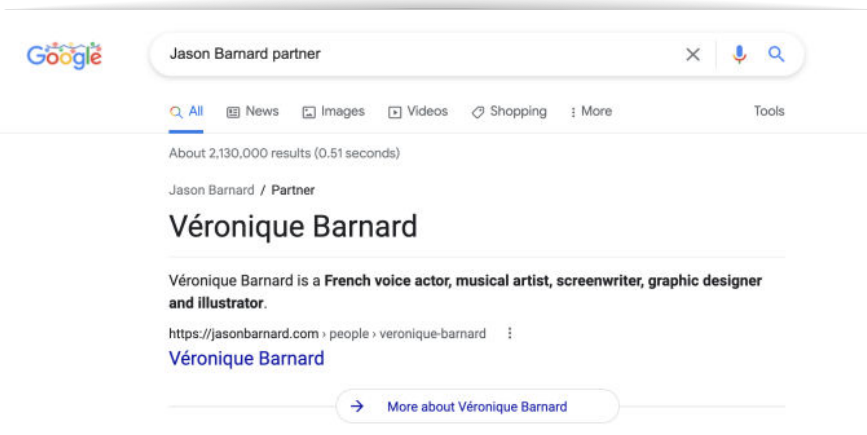 Google
Jason Barnard partner
All News Images Videos Shopping More Tools
About 2,130,000 results (0.51 seconds)
Jason Barnard / Partner
Véronique Barnard
Véronique Barnard is a French voice actor, musical artist, screenwriter, graphic designer
and illustrator.
https://jasonbarnard.com › people › veronique-barnard
Véronique Barnard
More about Véronique Barnard